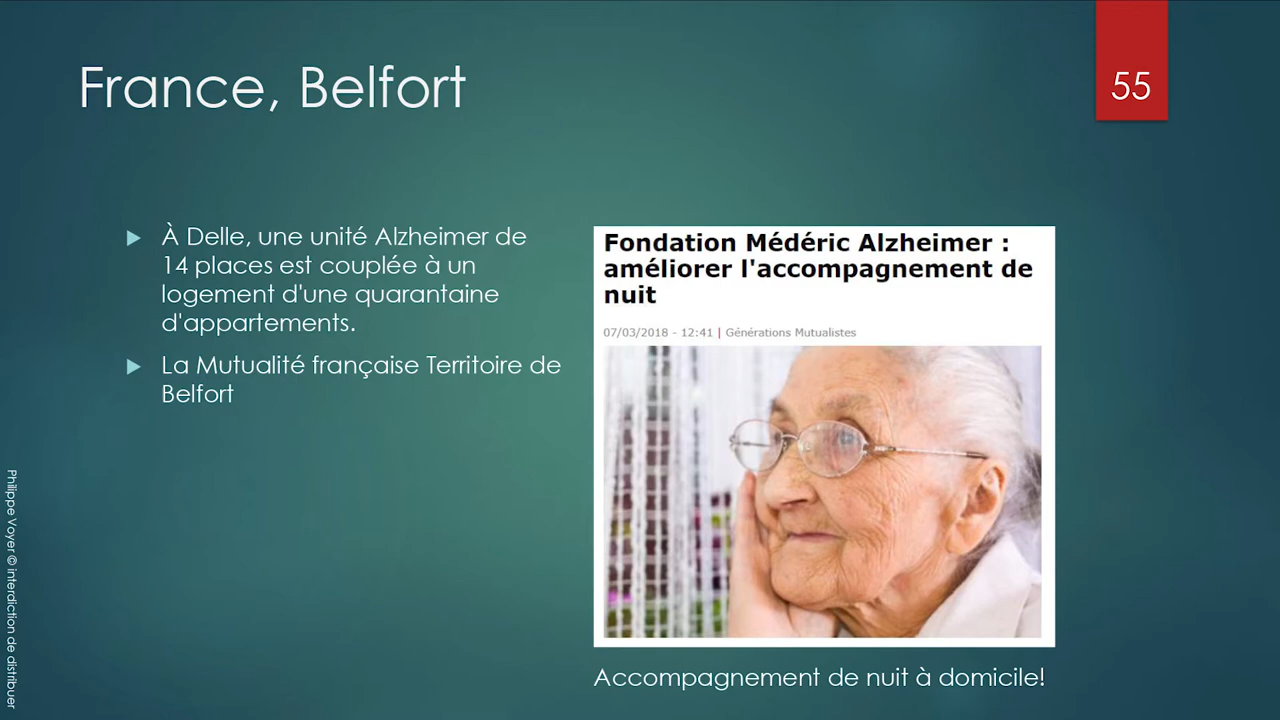 France, Belfort
55
À Delle, une unité Alzheimer de
14 places est couplée à un
logement d'une quarantaine
d'appartements.
La Mutualité française Territoire de
Belfort
Fondation Médéric Alzheimer :
améliorer l'accompagnement de
nuit
07/03/2018 - 12:41 | Générations Mutualistes
Accompagnement de nuit à domicile!
Philippe Voyer © interdiction de distribuer